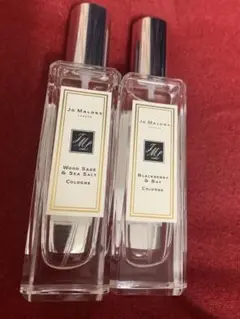 JO MALONE
LONDON
WOOD SAGE
& SEA SALT
COLOGNE
JO MALONE
LONDON
BLACKBERRY
& BAY
COLOGNE